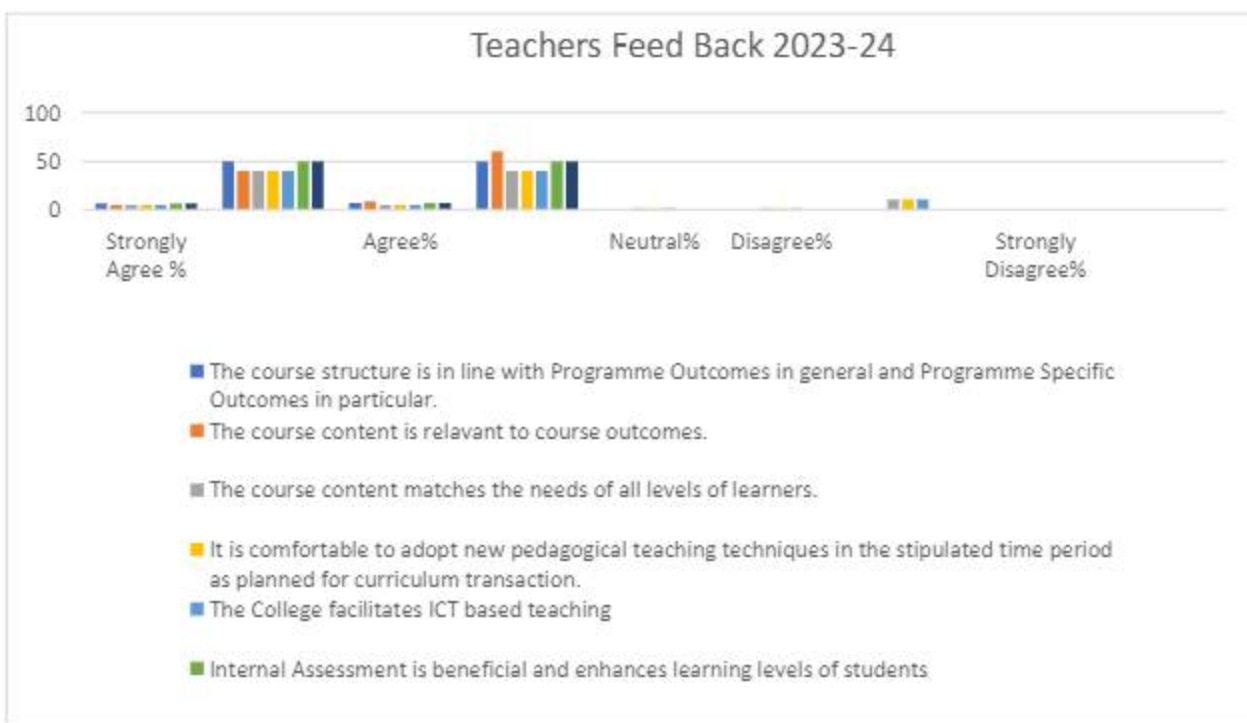 Teachers Feed Back 2023-24
100
50
0
Strongly
Agree %
Agree%
Neutral%
Disagree%
Strongly
Disagree%
The course structure is in line with Programme Outcomes in general and Programme Specific
Outcomes in particular.
The course content is relavant to course outcomes.
The course content matches the needs of all levels of learners.
It is comfortable to adopt new pedagogical teaching techniques in the stipulated time period
as planned for curriculum transaction.
The College facilitates ICT based teaching
Internal Assessment is beneficial and enhances learning levels of students